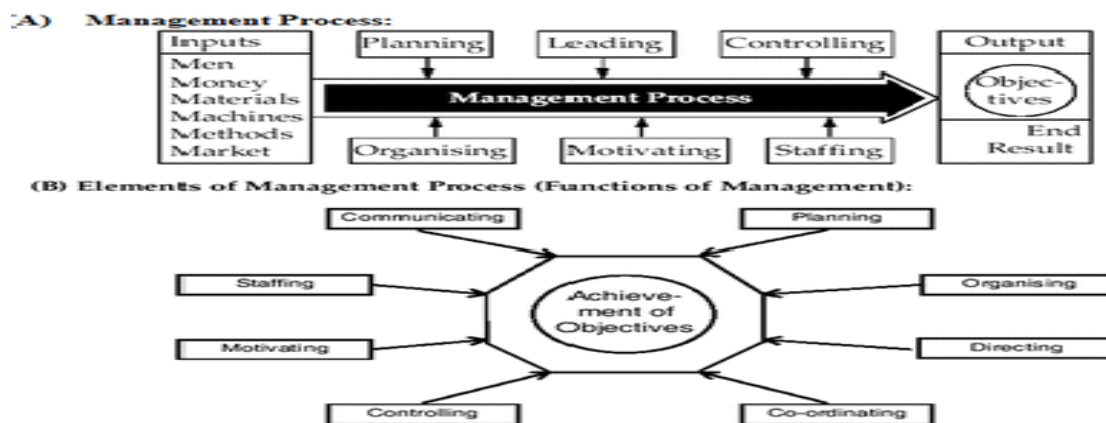 (A) Management Process:
Inputs
Planning
Leading
Controlling
Output
Men
Money
Materials
Machines
Methods
Market
Management Process
Objec-
tives
Organising
Motivating
Staffing
End
Result
(B) Elements of Management Process (Functions of Management):
Communicating
Planning
Staffing
Organising
Achieve-
ment of
Objectives
Motivating
Directing
Controlling
Co-ordinating